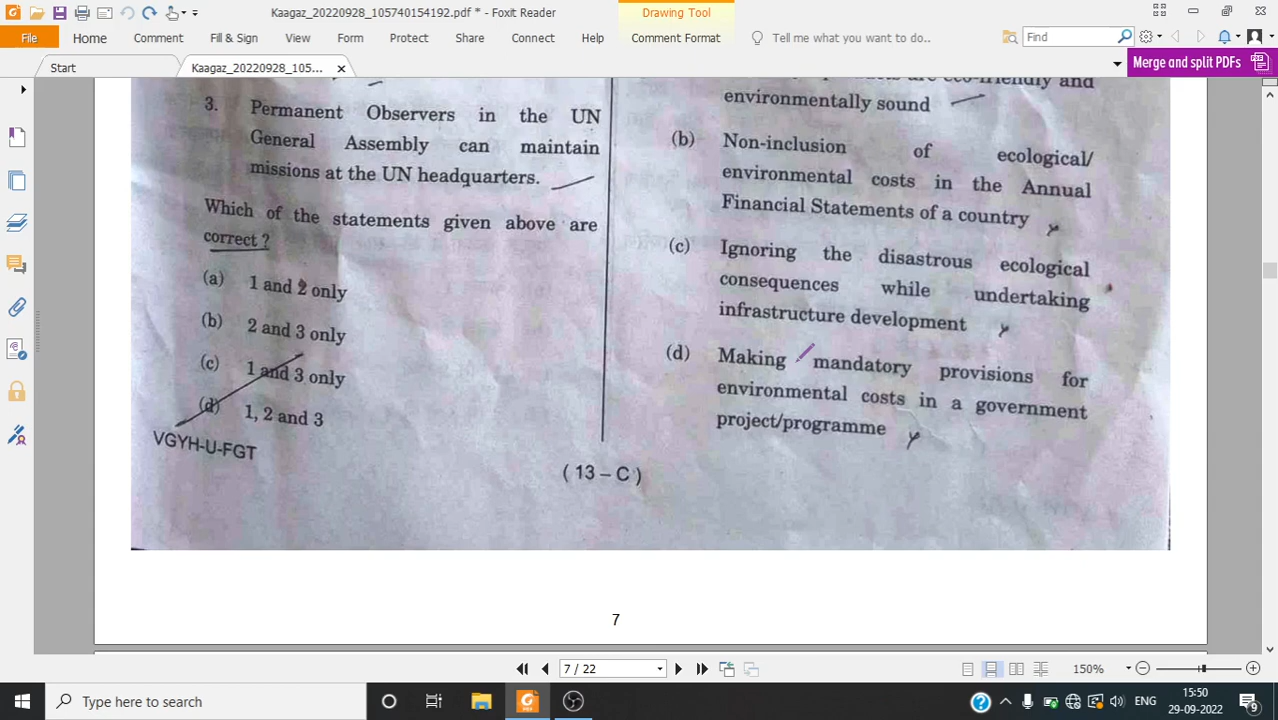 Kaagaz_20220928_105740154192.pdf * - Foxit Reader
Drawing Tool
File
Home
Comment
Fill & Sign
View
Form
Protect
Share
Connect
Help
Comment Format
Tell me what you want to do..
Find
Start
Kaagaz_20220928_105...
Merge and split PDFs
3. Permanent Observers in the UN
General Assembly can maintain
missions at the UN headquarters.
Which of the statements given above are
correct ?
(a) 1 and 2 only
(b) 2 and 3 only
(c) 1 and 3 only
(d) 1, 2 and 3
VGYH-U-FGT
are eco-friendly and
environmentally sound
(b) Non-inclusion of ecological/
environmental costs in the Annual
Financial Statements of a country
(c) Ignoring the disastrous ecological
consequences while undertaking
infrastructure development
(d) Making mandatory provisions for
environmental costs in a government
project/programme
( 13 – C )
7
7 / 22
150%
Type here to search
ENG
15:50
29-09-2022
9